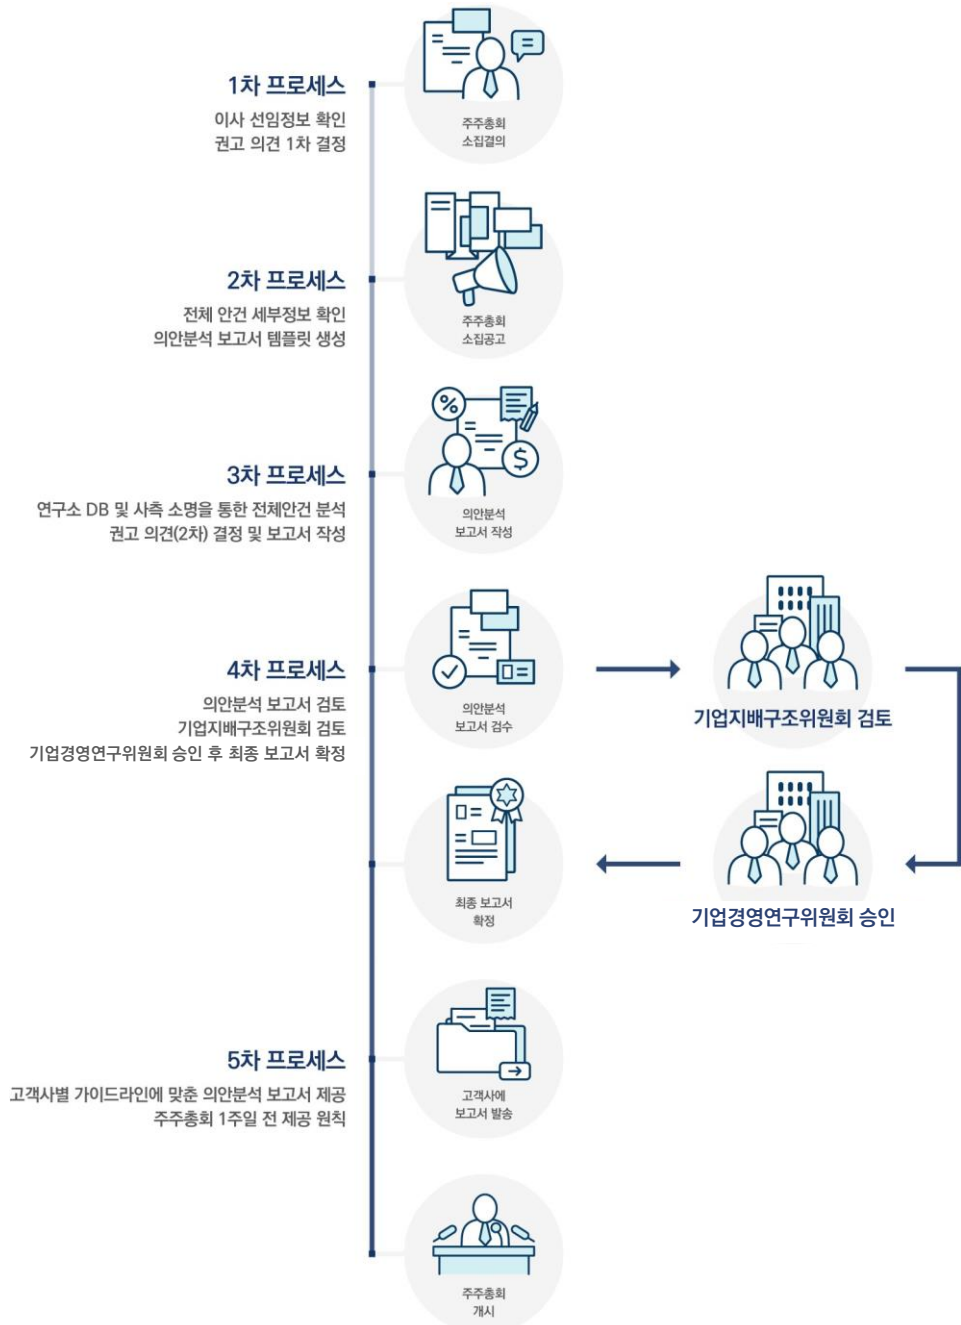 1차 프로세스
이사 선임정보 확인
권고 의견 1차 결정
주주총회
소집결의
2차 프로세스
전체 안건 세부정보 확인
의안분석 보고서 템플릿 생성
주주총회
소집공고
3차 프로세스
연구소 DB 및 사측 소명을 통한 전체안건 분석
권고 의견(2차) 결정 및 보고서 작성
의안분석
보고서 작성
4차 프로세스
의안분석 보고서 검토
기업지배구조위원회 검토
기업경영연구위원회 승인 후 최종 보고서 확정
의안분석
보고서 검수
기업지배구조위원회 검토
최종 보고서
확정
기업경영연구위원회 승인
5차 프로세스
고객사별 가이드라인에 맞춘 의안분석 보고서 제공
주주총회 1주일 전 제공 원칙
고객사에
보고서 발송
주주총회
개시